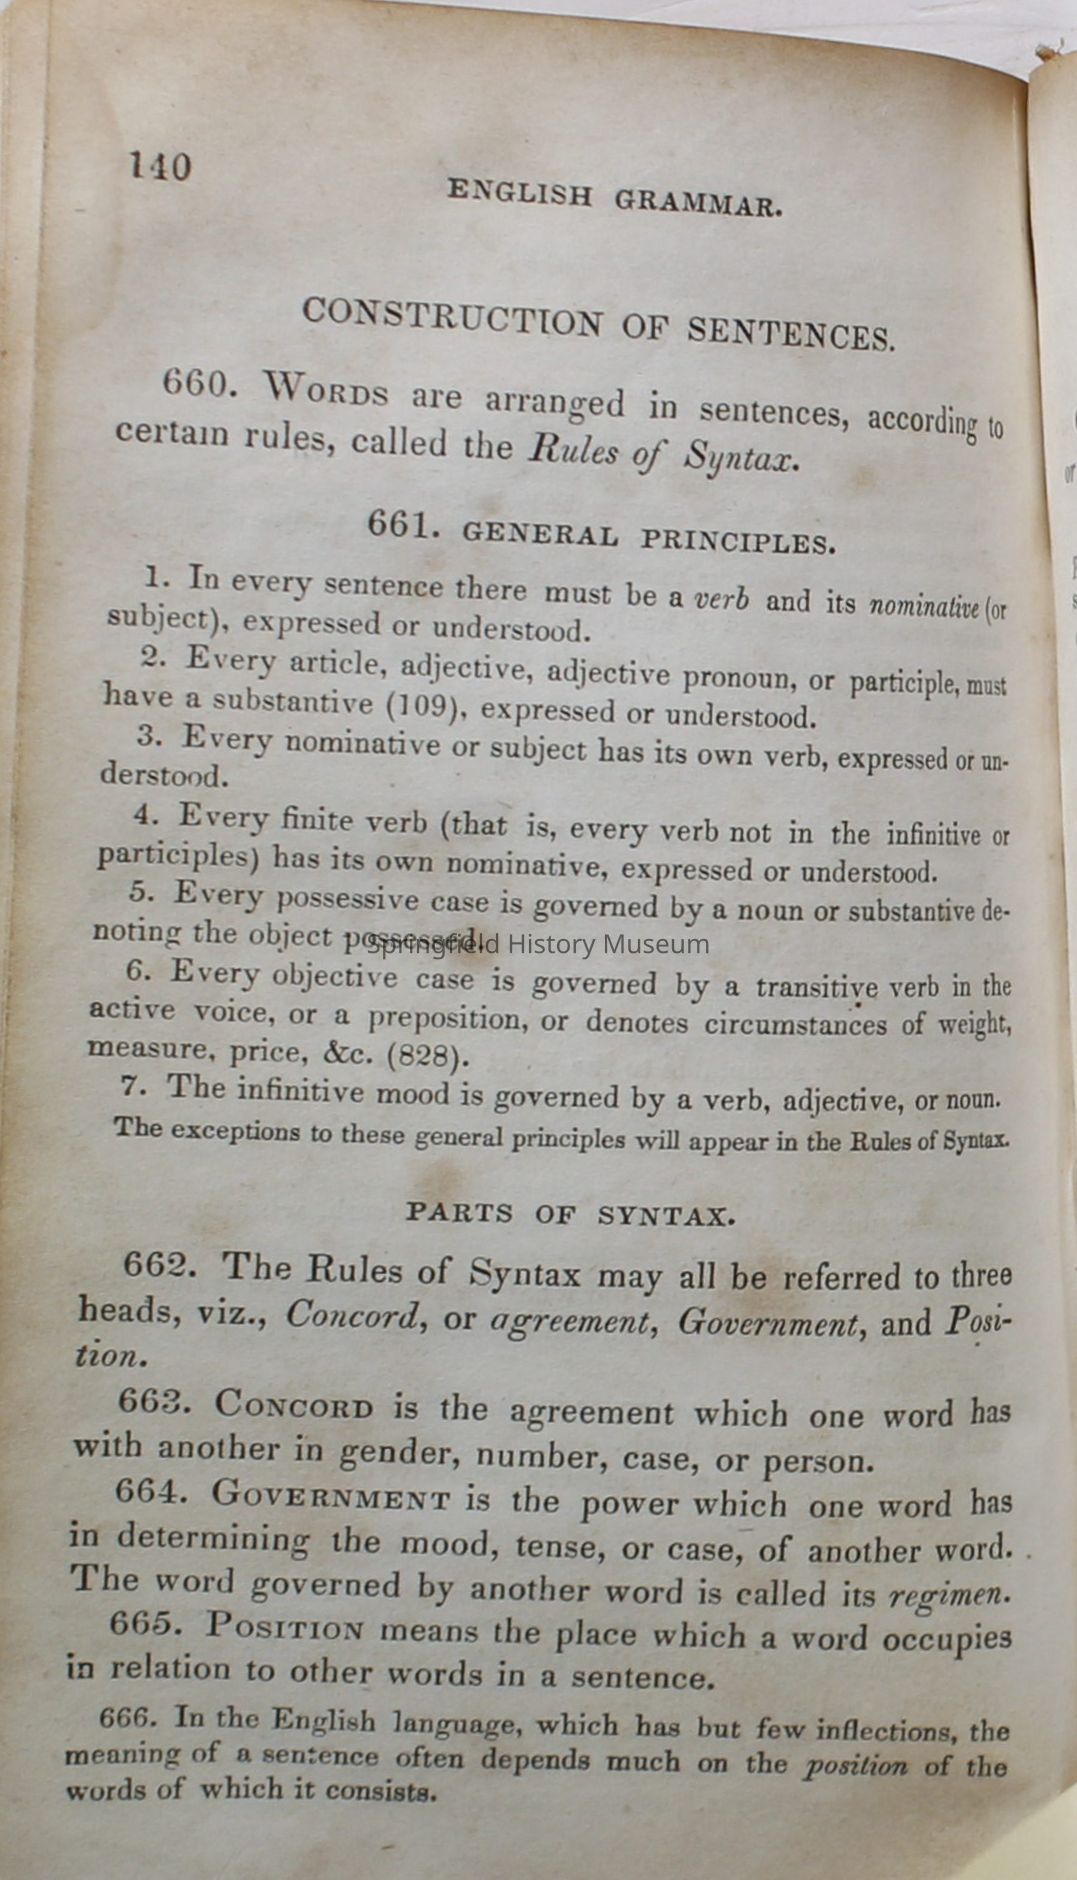 140
ENGLISH GRAMMAR.
CONSTRUCTION OF SENTENCES.
660. WORDS are arranged in sentences, according to
certain rules, called the Rules of Syntax.
661. GENERAL PRINCIPLES.
1. In every sentence there must be a verb and its nominative (or
subject), expressed or understood.
2. Every article, adjective, adjective pronoun, or participle, must
have a substantive (109), expressed or understood.
3. Every nominative or subject has its own verb, expressed or un-
derstood.
4. Every finite verb (that is, every verb not in the infinitive or
participles) has its own nominative, expressed or understood.
5. Every possessive case is governed by a noun or substantive de-
noting the object possessed.
Springfield History Museum
6. Every objective case is governed by a transitive verb in the
active voice, or a preposition, or denotes circumstances of weight,
measure, price, &c. (828).
7. The infinitive mood is governed by a verb, adjective, or noun.
The exceptions to these general principles will appear in the Rules of Syntax.
PARTS OF SYNTAX.
662. The Rules of Syntax may all be referred to three
heads, viz., Concord, or agreement, Government, and Posi-
tion.
663. CONCORD is the agreement which one word has
with another in gender, number, case, or person.
664. GOVERNMENT is the power which one word has
in determining the mood, tense, or case, of another word.
The word governed by another word is called its regimen.
665. POSITION means the place which a word occupies
in relation to other words in a sentence.
666. In the English language, which has but few inflections, the
meaning of a sentence often depends much on the position of the
words of which it consists.